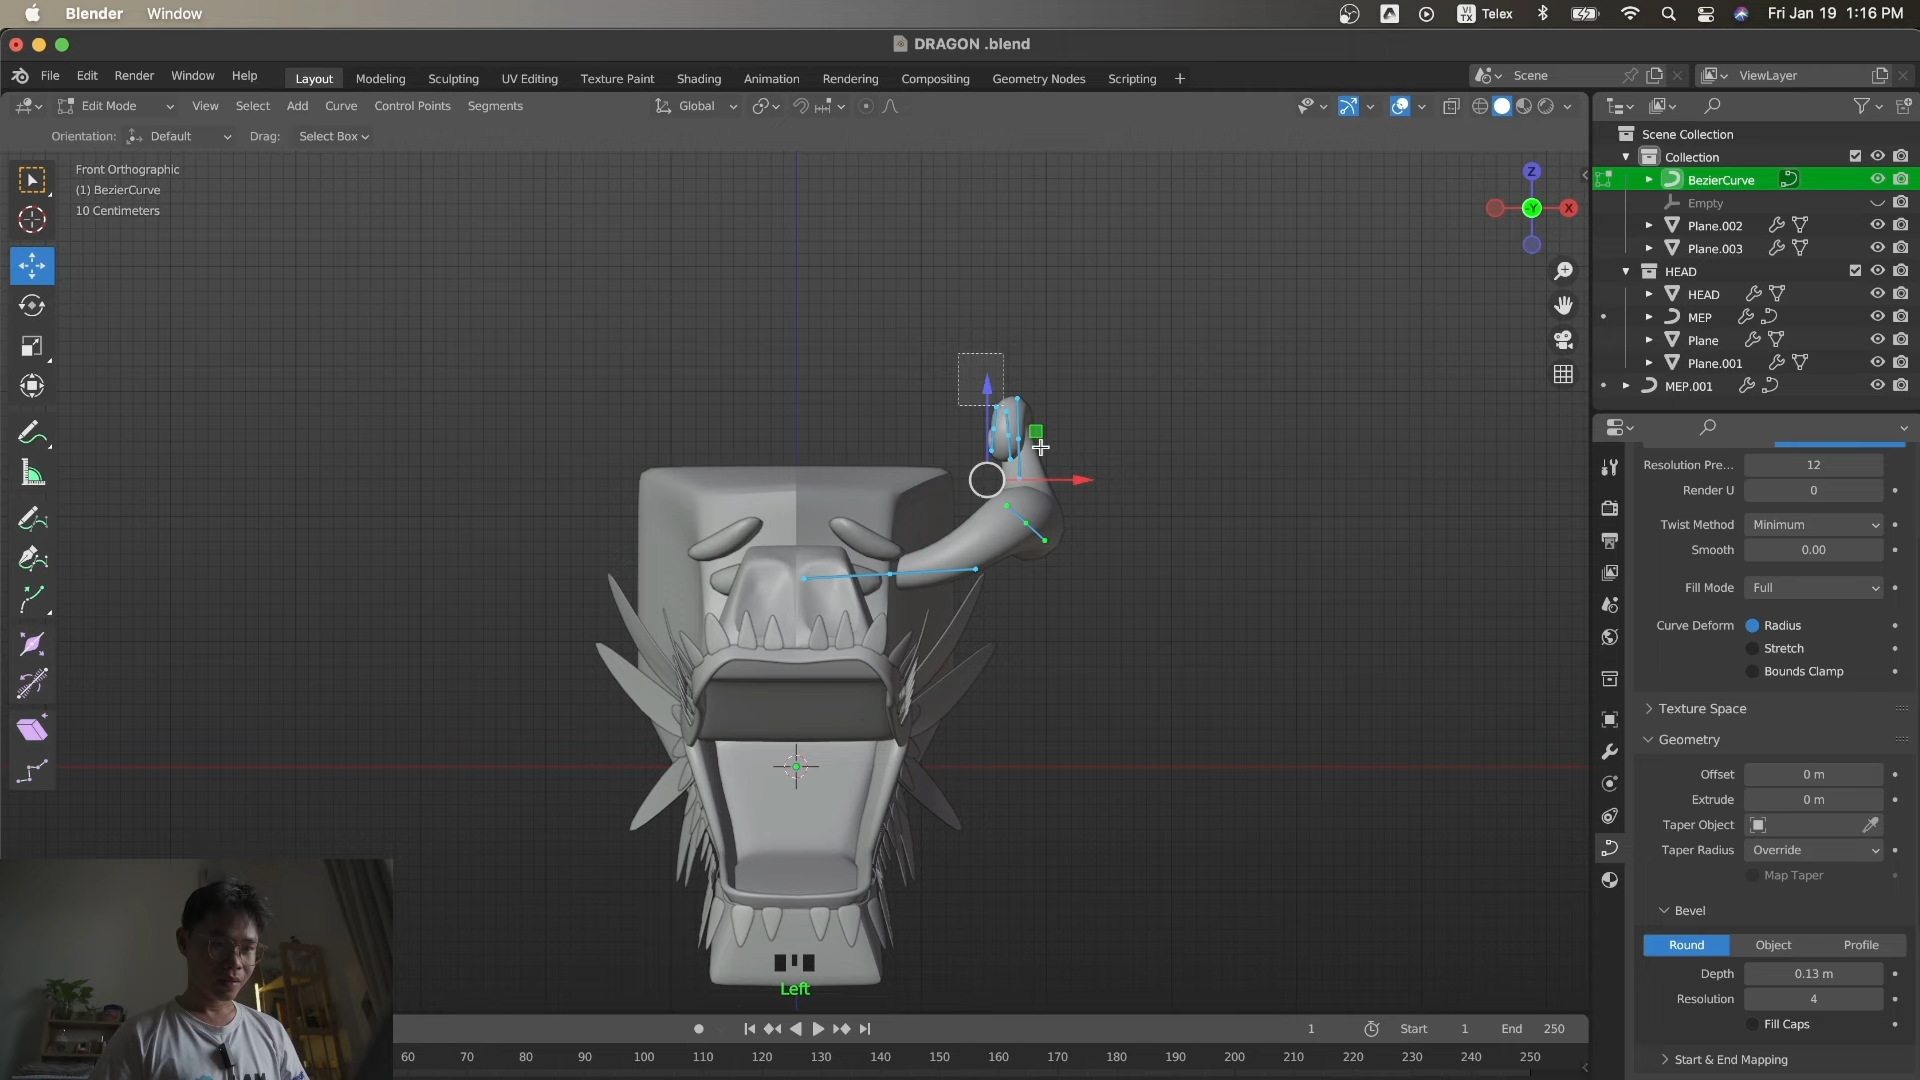 Blender Window VI TX Telex Fri Jan 19 1:16 PM
DRAGON .blend
File Edit Render Window Help Layout Modeling Sculpting UV Editing Texture Paint Shading Animation Rendering Compositing Geometry Nodes Scripting + Scene ViewLayer
Edit Mode View Select Add Curve Control Points Segments Global
Orientation: Default Drag: Select Box
Front Orthographic
(1) BezierCurve
10 Centimeters
Z
Y
X
Scene Collection
Collection
BezierCurve
Empty
Plane.002
Plane.003
HEAD
HEAD
MEP
Plane
Plane.001
MEP.001
Resolution Pre... 12
Render U 0
Twist Method Minimum
Smooth 0.00
Fill Mode Full
Curve Deform Radius
Stretch
Bounds Clamp
Texture Space
Geometry
Offset 0 m
Extrude 0 m
Taper Object
Taper Radius Override
Map Taper
Bevel
Round Object Profile
Depth 0.13 m
Resolution 4
Fill Caps
Start & End Mapping
Left
1 Start 1 End 250
60 70 80 90 100 110 120 130 140 150 160 170 180 190 200 210 220 230 240 250